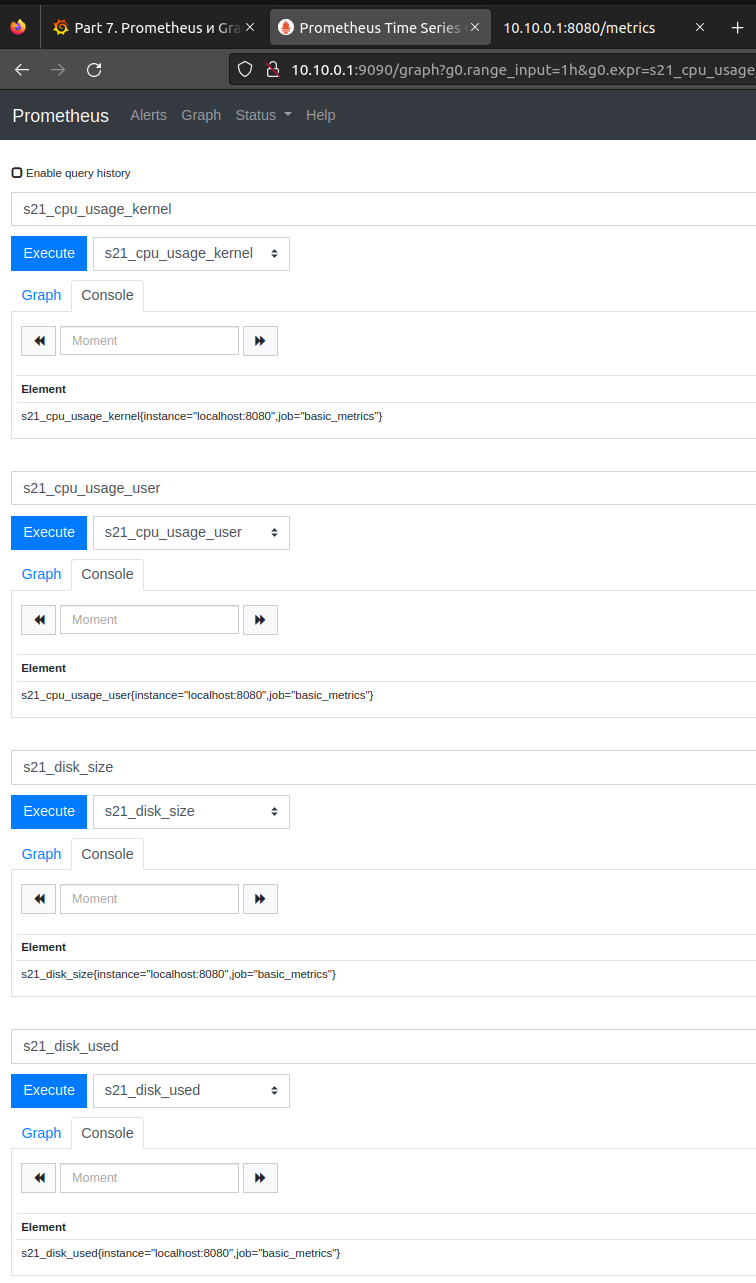 Part 7. Prometheus и Gra
Prometheus Time Series
10.10.0.1:8080/metrics
10.10.0.1:9090/graph?g0.range_input=1h&g0.expr=s21_cpu_usage_
Prometheus Alerts Graph Status Help
Enable query history
s21_cpu_usage_kernel
Execute s21_cpu_usage_kernel
Graph Console
Moment
Element
s21_cpu_usage_kernel{instance="localhost:8080",job="basic_metrics"}
s21_cpu_usage_user
Execute s21_cpu_usage_user
Graph Console
Moment
Element
s21_cpu_usage_user{instance="localhost:8080",job="basic_metrics"}
s21_disk_size
Execute s21_disk_size
Graph Console
Moment
Element
s21_disk_size{instance="localhost:8080",job="basic_metrics"}
s21_disk_used
Execute s21_disk_used
Graph Console
Moment
Element
s21_disk_used{instance="localhost:8080",job="basic_metrics"}